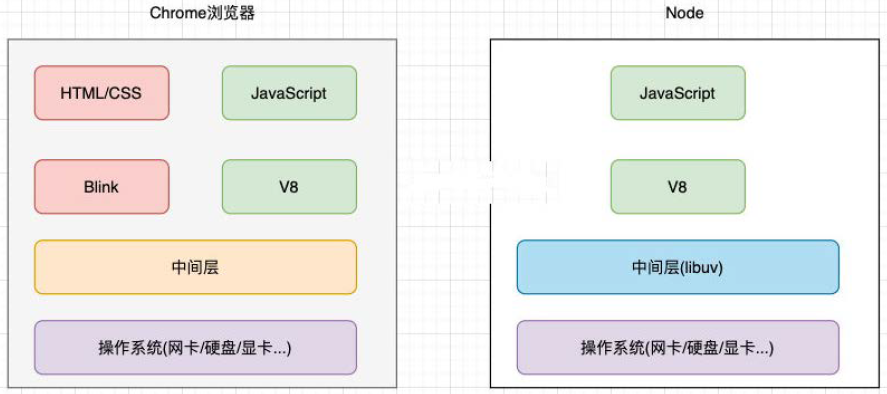 Chrome浏览器
HTML/CSS
JavaScript
Blink
V8
中间层
操作系统(网卡/硬盘/显卡...)
Node
JavaScript
V8
中间层(libuv)
操作系统(网卡/硬盘/显卡...)